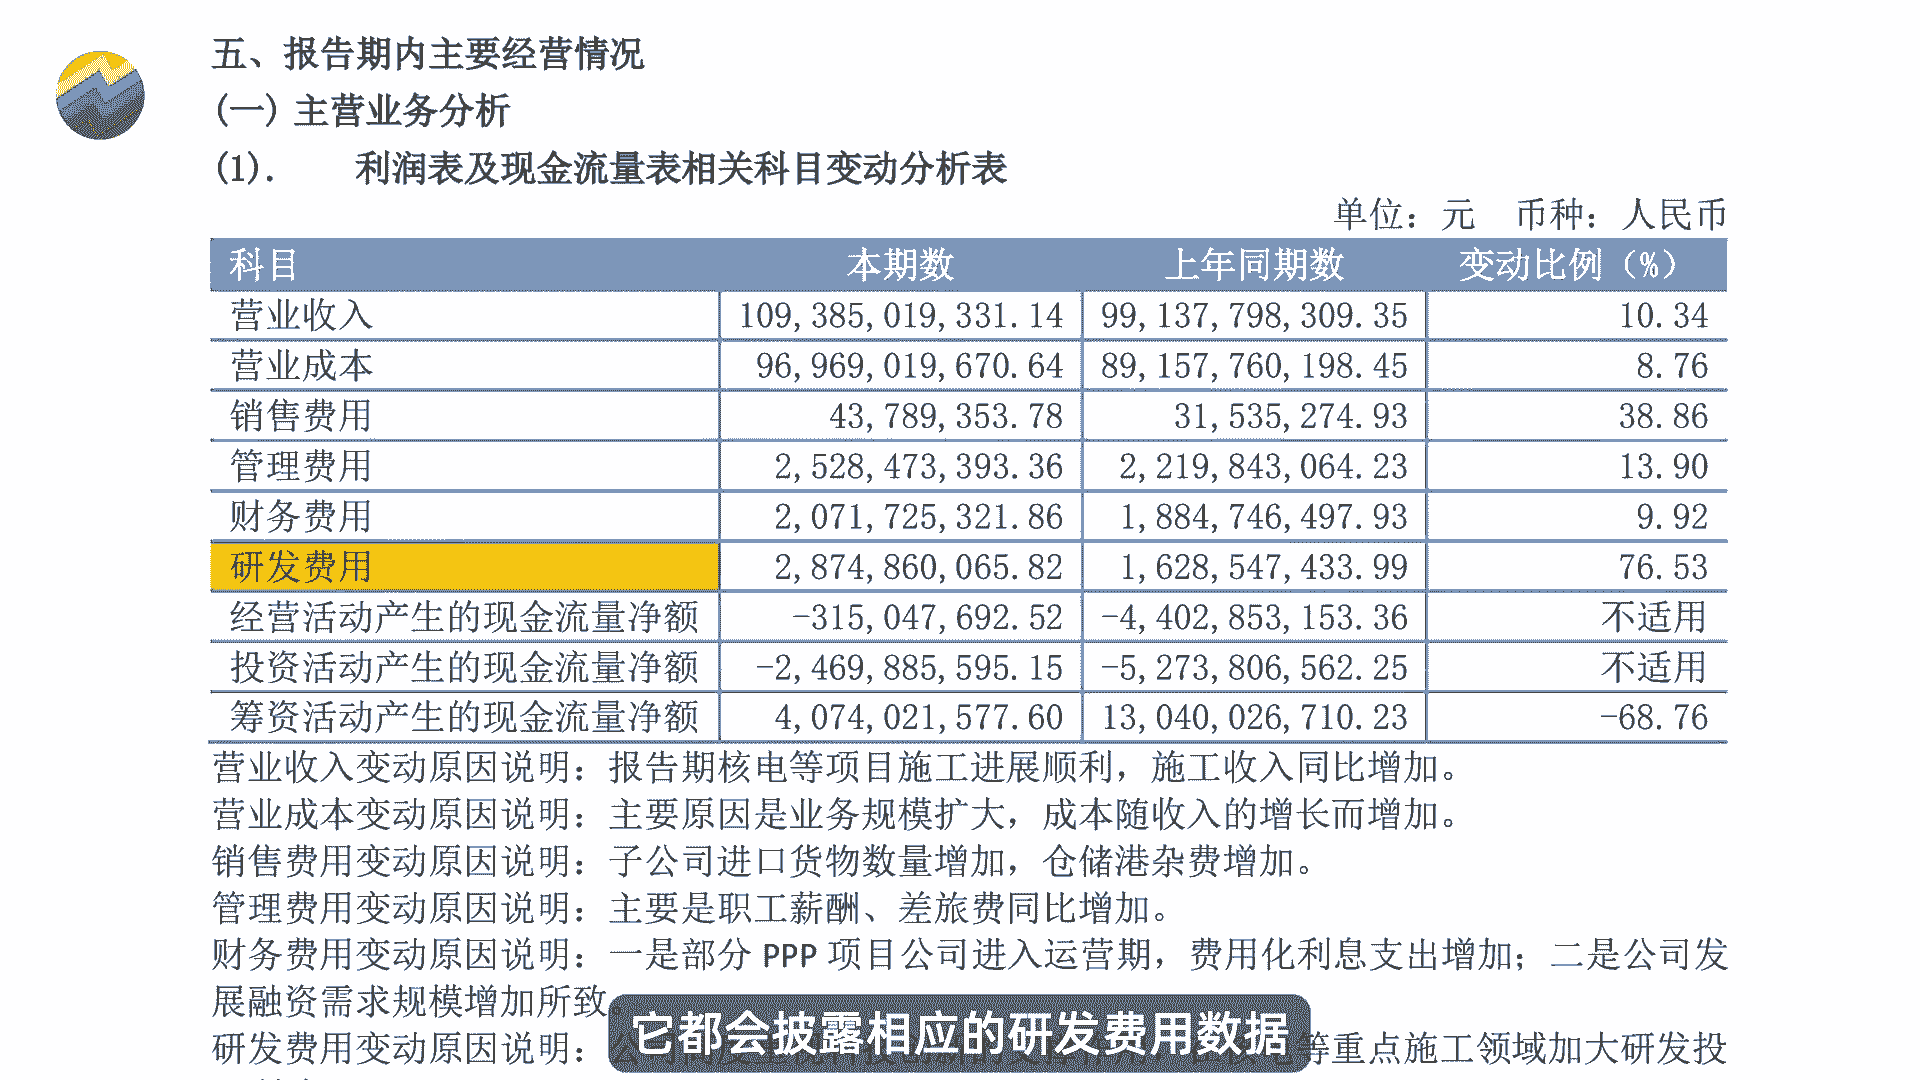 五、报告期内主要经营情况
(一) 主营业务分析
(1). 利润表及现金流量表相关科目变动分析表
单位：元 币种：人民币
科目 本期数 上年同期数 变动比例（%）
营业收入 109,385,019,331.14 99,137,798,309.35 10.34
营业成本 96,969,019,670.64 89,157,760,198.45 8.76
销售费用 43,789,353.78 31,535,274.93 38.86
管理费用 2,528,473,393.36 2,219,843,064.23 13.90
财务费用 2,071,725,321.86 1,884,746,497.93 9.92
研发费用 2,874,860,065.82 1,628,547,433.99 76.53
经营活动产生的现金流量净额 -315,047,692.52 -4,402,853,153.36 不适用
投资活动产生的现金流量净额 -2,469,885,595.15 -5,273,806,562.25 不适用
筹资活动产生的现金流量净额 4,074,021,577.60 13,040,026,710.23 -68.76
营业收入变动原因说明：报告期核电等项目施工进展顺利，施工收入同比增加。
营业成本变动原因说明：主要原因是业务规模扩大，成本随收入的增长而增加。
销售费用变动原因说明：子公司进口货物数量增加，仓储港杂费增加。
管理费用变动原因说明：主要是职工薪酬、差旅费同比增加。
财务费用变动原因说明：一是部分 PPP 项目公司进入运营期，费用化利息支出增加；二是公司发
展融资需求规模增加所致。
研发费用变动原因说明： 等重点施工领域加大研发投
它都会披露相应的研发费用数据